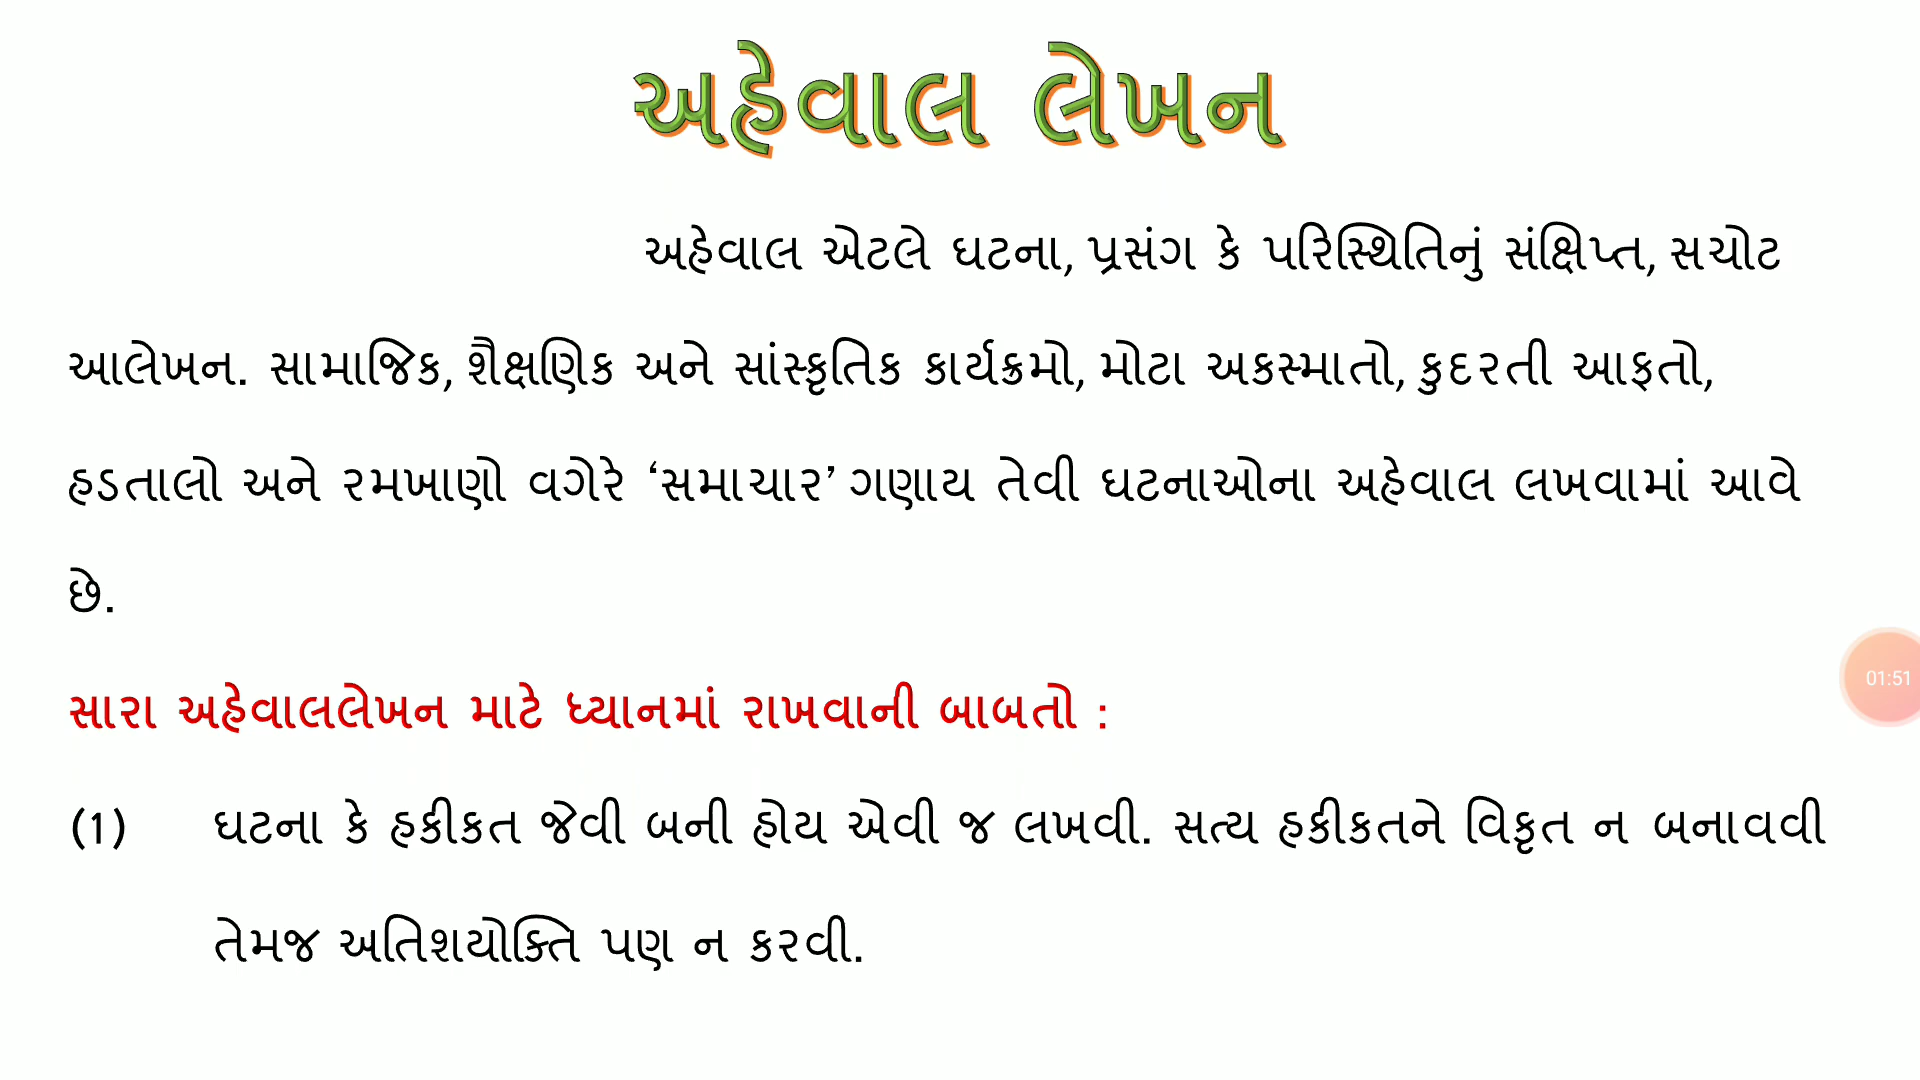 અહેવાલ લેખન
અહેવાલ એટલે ઘટના, પ્રસંગ કે પરિસ્થિતિનું સંક્ષિપ્ત, સચોટ
આલેખન. સામાજિક, શૈક્ષણિક અને સાંસ્કૃતિક કાર્યક્રમો, મોટા અકસ્માતો, કુદરતી આફતો,
હડતાલો અને રમખાણો વગેરે ‘સમાચાર’ ગણાય તેવી ઘટનાઓના અહેવાલ લખવામાં આવે
છે.
01:51
સારા અહેવાલલેખન માટે ધ્યાનમાં રાખવાની બાબતો :
(1) ઘટના કે હકીકત જેવી બની હોય એવી જ લખવી. સત્ય હકીકતને વિકૃત ન બનાવવી
તેમજ અતિશયોક્તિ પણ ન કરવી.